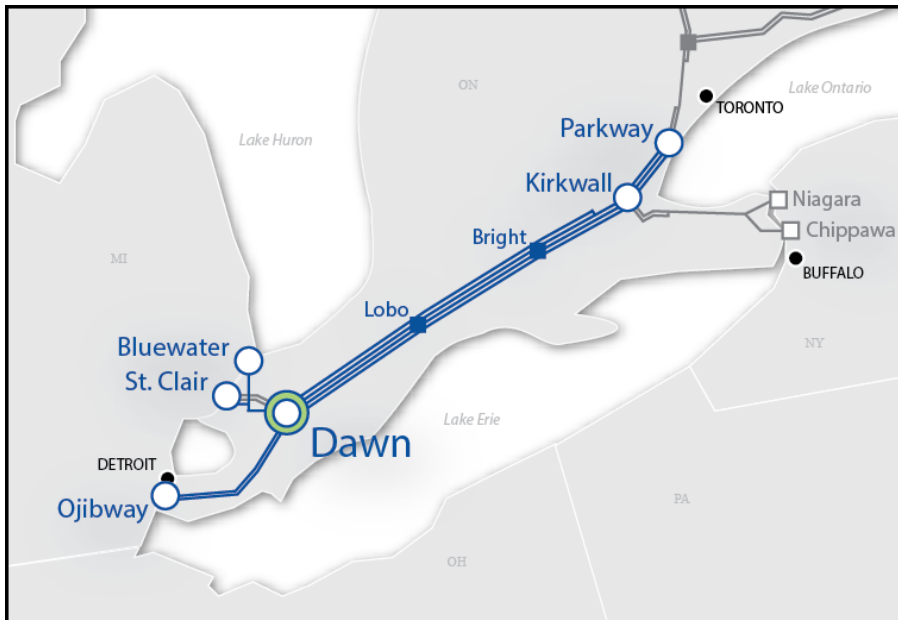 ON
Lake Ontario
TORONTO
Lake Huron
Parkway
Kirkwall
Niagara
Chippawa
Bright
MI
BUFFALO
Lobo
NY
Bluewater
St. Clair
Lake Erie
Dawn
DETROIT
Ojibway
PA
OH